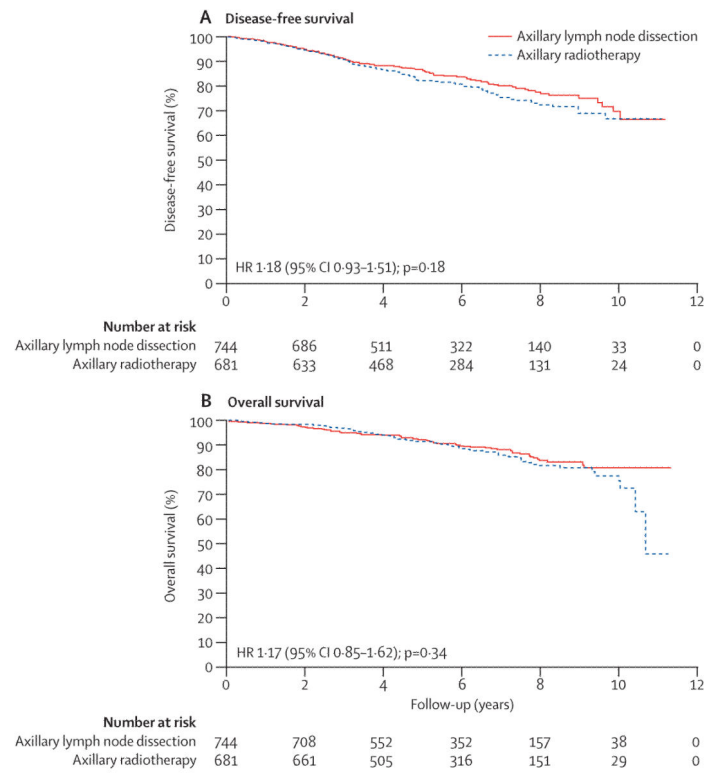 A Disease-free survival
Axillary lymph node dissection
Axillary radiotherapy
100
90
80
70
60
50
40
30
20
10
0
Disease-free survival (%)
HR 1·18 (95% CI 0·93–1·51); p=0·18
0 2 4 6 8 10 12
Number at risk
Axillary lymph node dissection 744 686 511 322 140 33 0
Axillary radiotherapy 681 633 468 284 131 24 0
B Overall survival
100
90
80
70
60
50
40
30
20
10
0
Overall survival (%)
HR 1·17 (95% CI 0·85–1·62); p=0·34
0 2 4 6 8 10 12
Follow-up (years)
Number at risk
Axillary lymph node dissection 744 708 552 352 157 38 0
Axillary radiotherapy 681 661 505 316 151 29 0